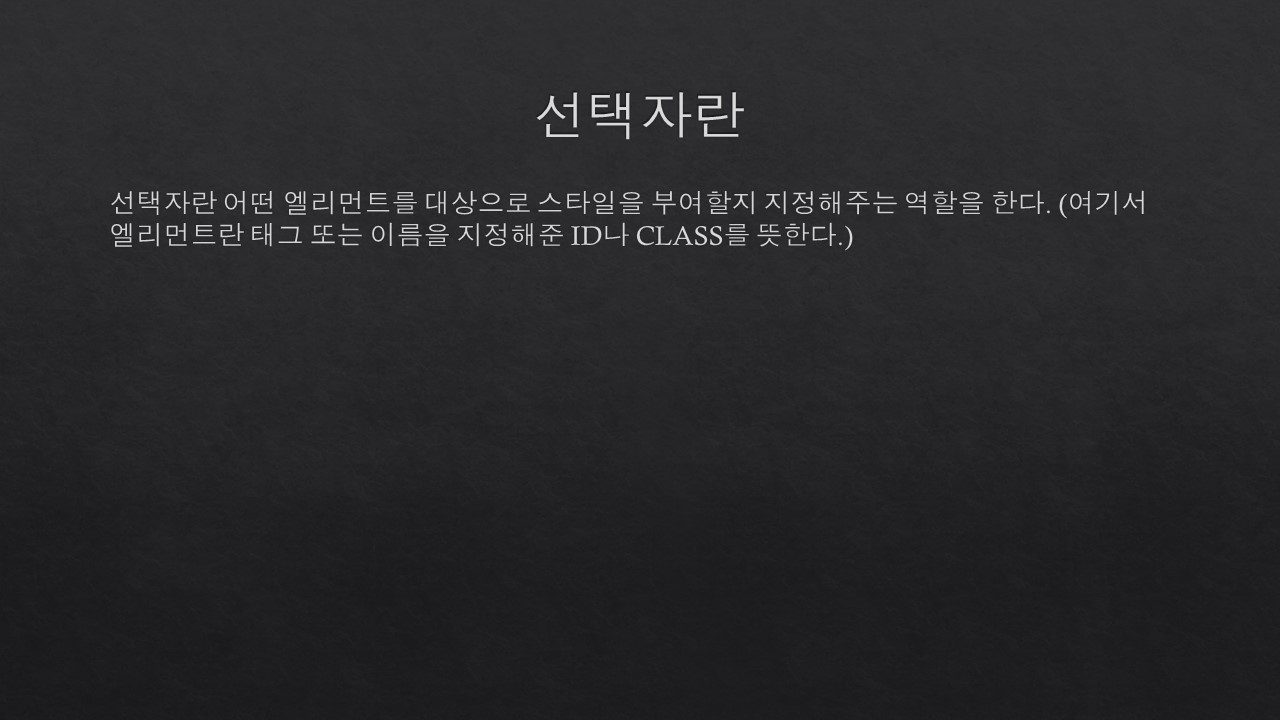 선택자란
선택자란 어떤 엘리먼트를 대상으로 스타일을 부여할지 지정해주는 역할을 한다. (여기서
엘리먼트란 태그 또는 이름을 지정해준 ID나 CLASS를 뜻한다.)